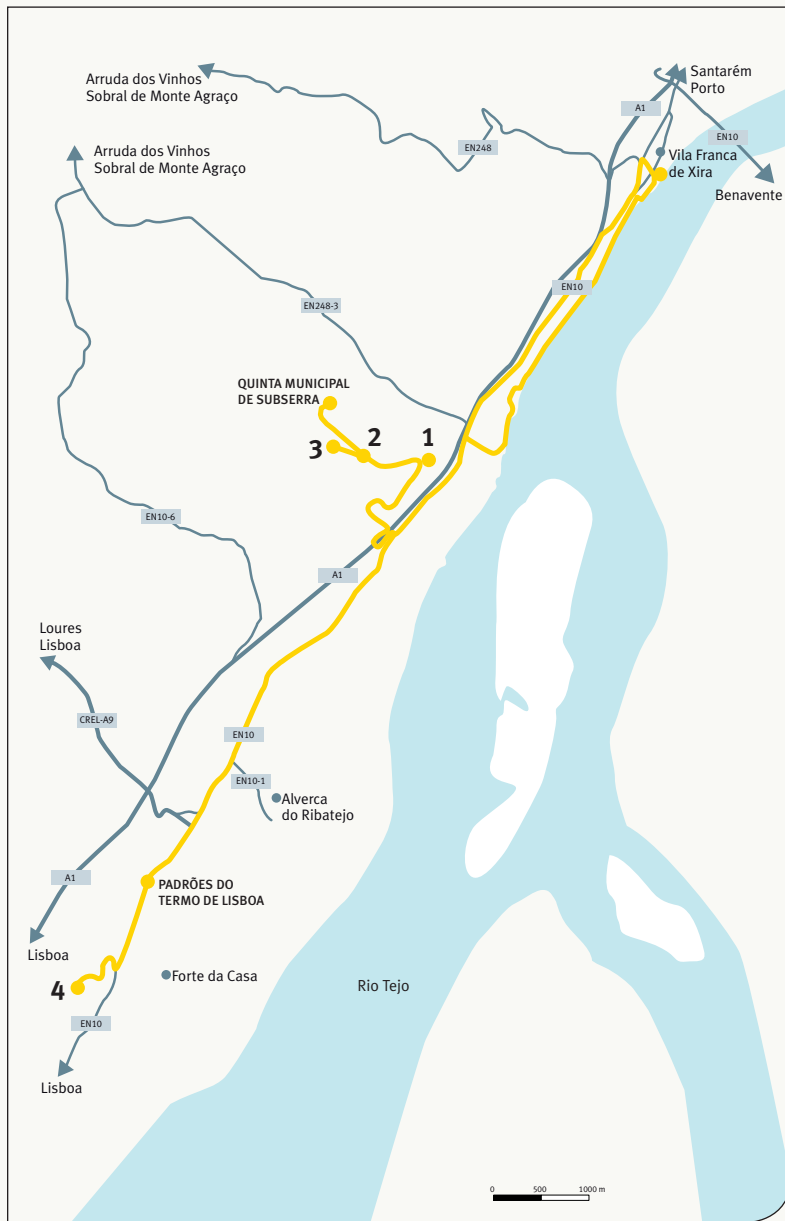 Arruda dos Vinhos
Sobral de Monte Agraço
Santarém
Porto
A1
EN10
EN248
Vila Franca
de Xira
Benavente
Arruda dos Vinhos
Sobral de Monte Agraço
EN10
EN248-3
QUINTA MUNICIPAL
DE SUBSERRA
3
2
1
EN10-6
A1
Loures
Lisboa
CREL-A9
EN10
EN10-1
Alverca
do Ribatejo
A1
PADRÕES DO
TERMO DE LISBOA
Lisboa
4
Forte da Casa
Rio Tejo
EN10
Lisboa
0 500 1000 m